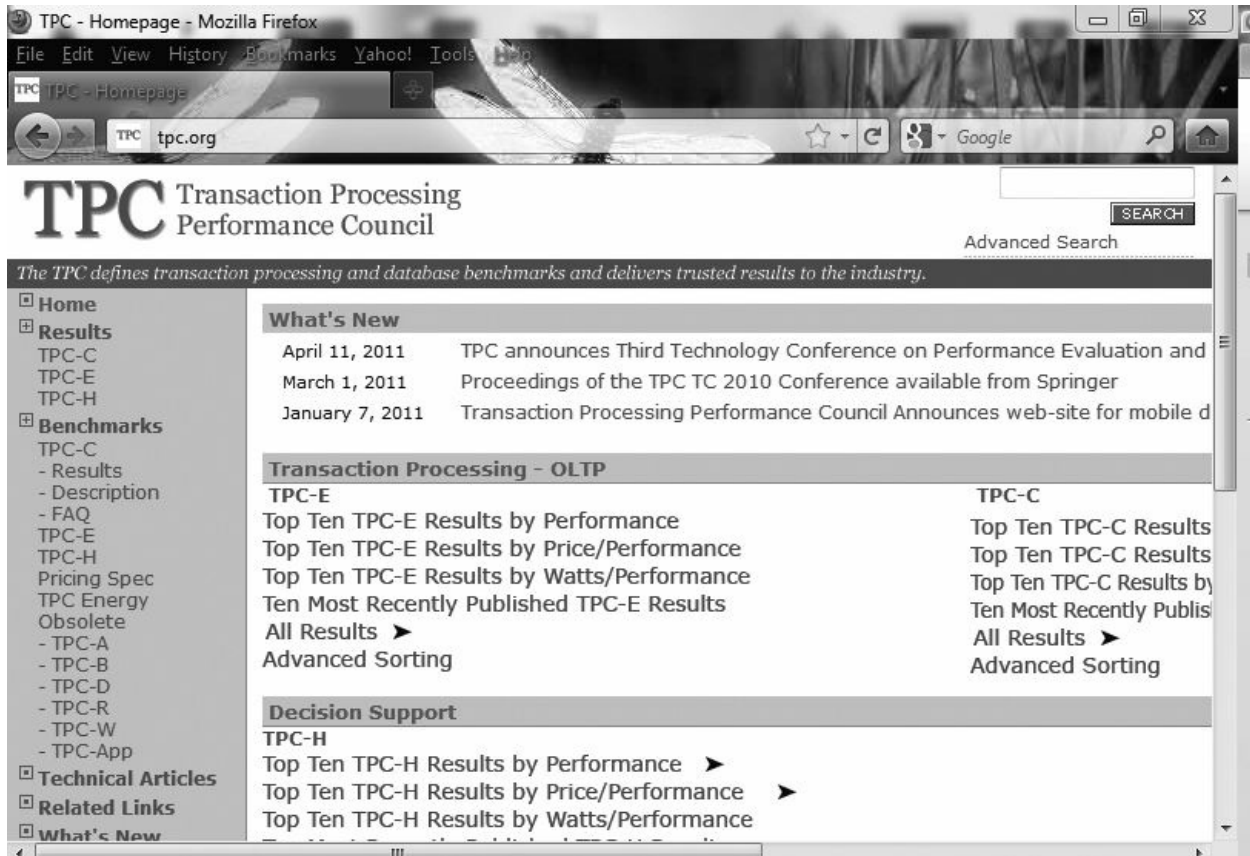 TPC - Homepage - Mozilla Firefox
File Edit View History Bookmarks Yahoo! Tools Help
TPC TPC - Homepage
TPC tpc.org
Google
TPC Transaction Processing
Performance Council
SEARCH
Advanced Search
The TPC defines transaction processing and database benchmarks and delivers trusted results to the industry.
Home
Results
TPC-C
TPC-E
TPC-H
Benchmarks
TPC-C
- Results
- Description
- FAQ
TPC-E
TPC-H
Pricing Spec
TPC Energy
Obsolete
- TPC-A
- TPC-B
- TPC-D
- TPC-R
- TPC-W
- TPC-App
Technical Articles
Related Links
What's New
What's New
April 11, 2011 TPC announces Third Technology Conference on Performance Evaluation and
March 1, 2011 Proceedings of the TPC TC 2010 Conference available from Springer
January 7, 2011 Transaction Processing Performance Council Announces web-site for mobile d
Transaction Processing - OLTP
TPC-E
Top Ten TPC-E Results by Performance
Top Ten TPC-E Results by Price/Performance
Top Ten TPC-E Results by Watts/Performance
Ten Most Recently Published TPC-E Results
All Results ➤
Advanced Sorting
TPC-C
Top Ten TPC-C Results
Top Ten TPC-C Results
Top Ten TPC-C Results by
Ten Most Recently Publis
All Results ➤
Advanced Sorting
Decision Support
TPC-H
Top Ten TPC-H Results by Performance ➤
Top Ten TPC-H Results by Price/Performance ➤
Top Ten TPC-H Results by Watts/Performance